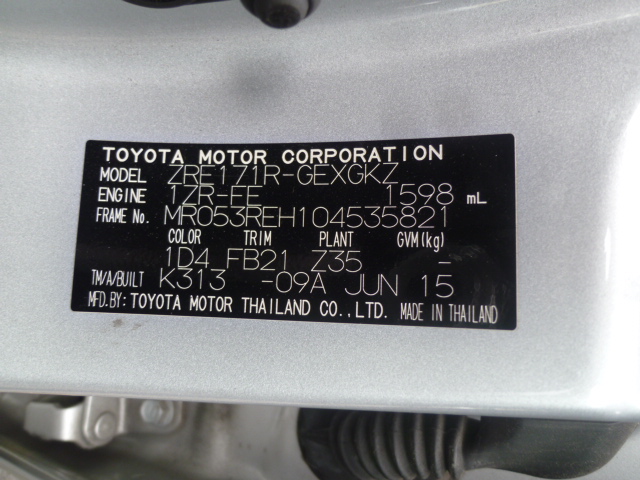 TOYOTA MOTOR CORPORATION
MODEL ZRE171R-GEXGKZ
ENGINE 1ZR-FE 1598 mL
FRAME No. MR053REH104535821
COLOR TRIM PLANT GVM(kg)
1D4 FB21 Z35 -
TM/A/BUILT K313 -09A JUN 15
MFD.BY: TOYOTA MOTOR THAILAND CO.,LTD. MADE IN THAILAND